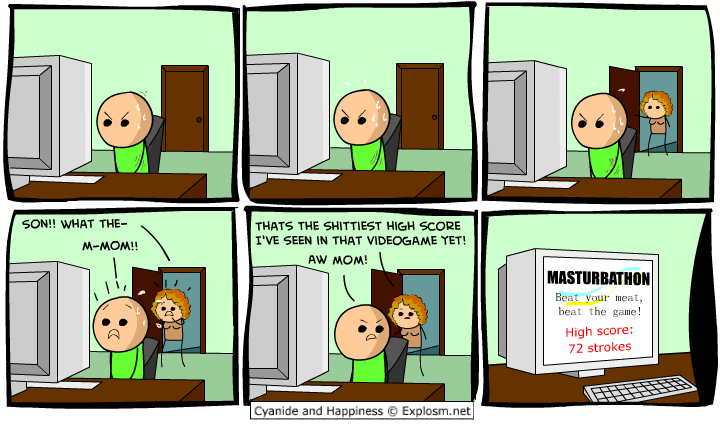 SON!! WHAT THE-
M-MOM!!
THATS THE SHITTIEST HIGH SCORE
I'VE SEEN IN THAT VIDEOGAME YET!
AW MOM!
MASTURBATHON
Beat your meat,
beat the game!
High score:
72 strokes
Cyanide and Happiness © Explosm.net